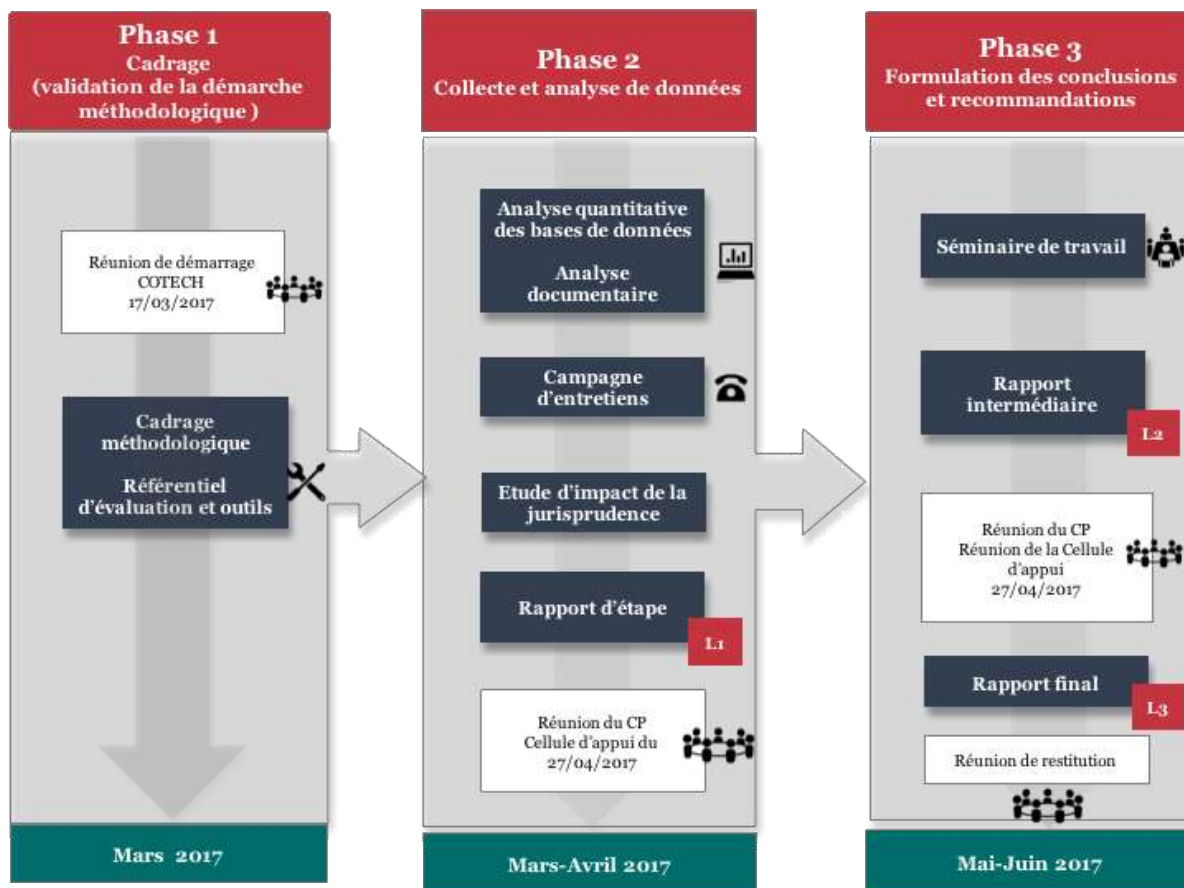 Phase 1
Cadrage
(validation de la démarche
méthodologique )
Réunion de démarrage
COTECH
17/03/2017
Cadrage
méthodologique
Référentiel
d'évaluation et outils
Mars 2017
Phase 2
Collecte et analyse de données
Analyse quantitative
des bases de données
Analyse
documentaire
Campagne
d'entretiens
Etude d'impact de la
jurisprudence
Rapport d'étape
L1
Réunion du CP
Cellule d'appui du
27/04/2017
Mars-Avril 2017
Phase 3
Formulation des conclusions
et recommandations
Séminaire de travail
Rapport
intermédiaire
L2
Réunion du CP
Réunion de la Cellule
d'appui
27/04/2017
Rapport final
L3
Réunion de restitution
Mai-Juin 2017